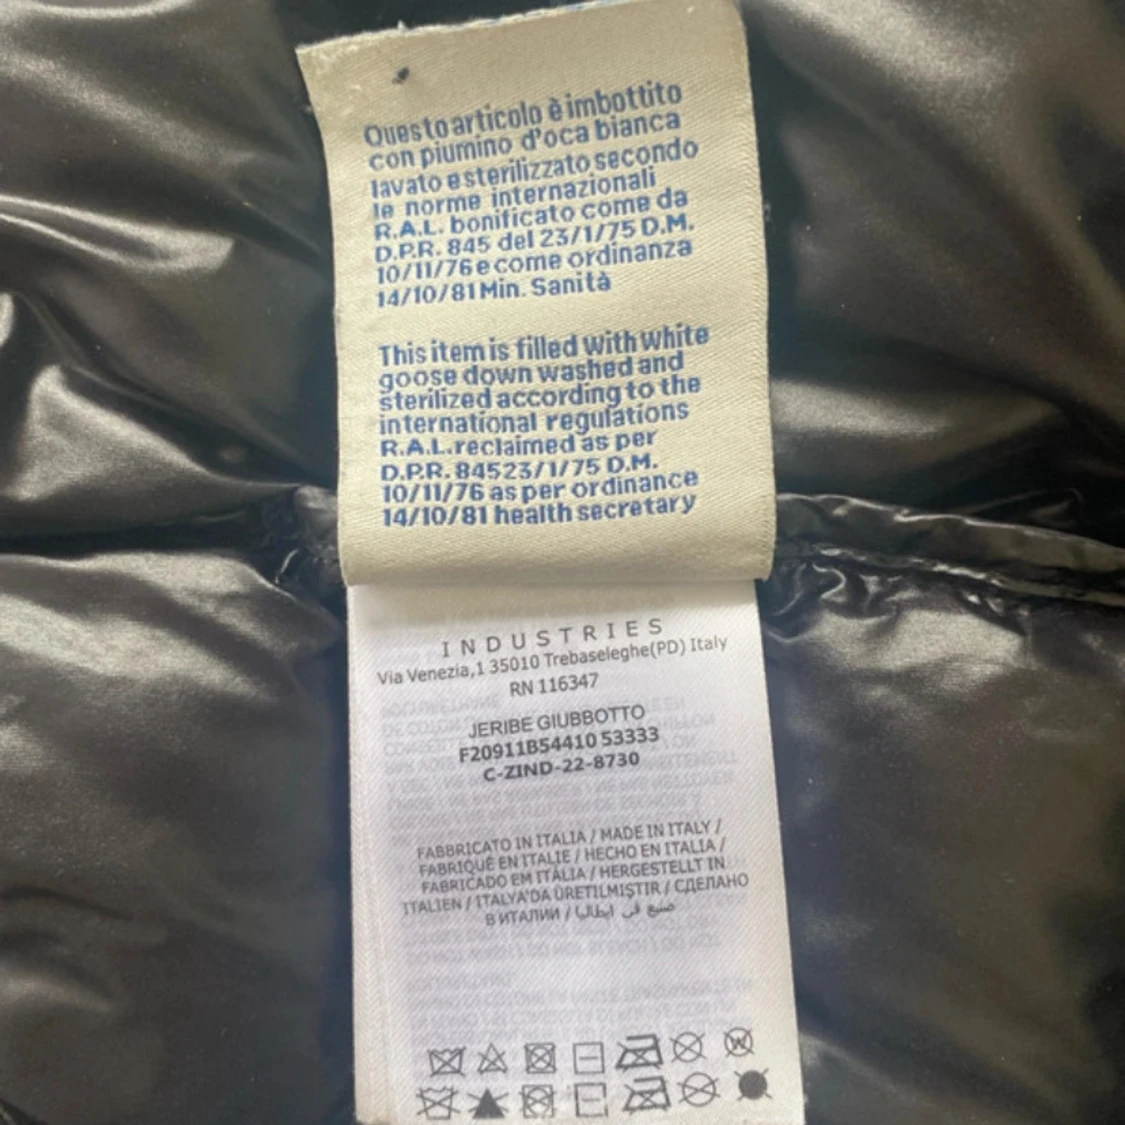 Questo articolo è imbottito
con piumino d'oca bianca
lavato e sterilizzato secondo
le norme internazionali
R.A.L. bonificato come da
D.P.R. 845 del 23/1/75 D.M.
10/11/76 e come ordinanza
14/10/81 Min. Sanità
This item is filled with white
goose down washed and
sterilized according to the
international regulations
R.A.L. reclaimed as per
D.P.R. 84523/1/75 D.M.
10/11/76 as per ordinance
14/10/81 health secretary
INDUSTRIES
Via Venezia,1 35010 Trebaseleghe(PD) Italy
RN 116347
JERIBE GIUBBOTTO
F20911B54410 53333
C-ZIND-22-8730
FABBRICATO IN ITALIA / MADE IN ITALY /
FABRIQUÉ EN ITALIE / HECHO EN ITALIA /
FABRICADO EM ITÁLIA / HERGESTELLT IN
ITALIEN / ITALYA'DA ÜRETILMIŞTIR / СДЕЛАНО
В ИТАЛИИ / صنع في ايطاليا
W